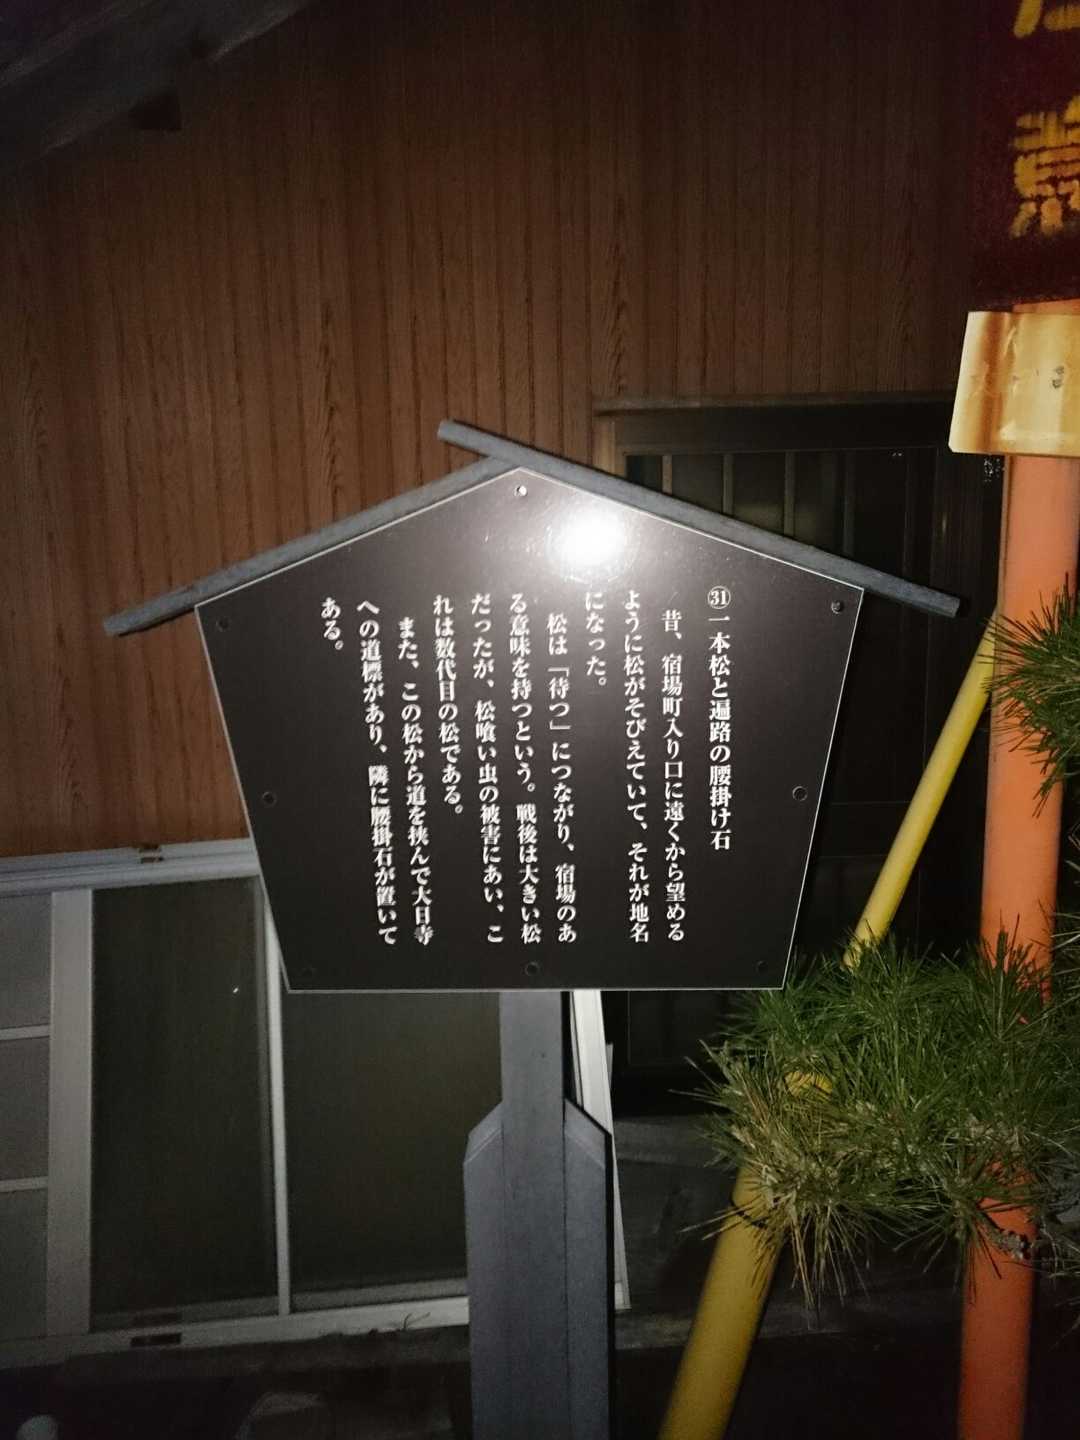 ㉛一本松と遍路の腰掛け石
昔、宿場町入り口に遠くから望める
ように松がそびえていて、それが地名
になった。
松は「待つ」につながり、宿場のあ
る意味を持つという。戦後は大きい松
だったが、松喰い虫の被害にあい、こ
れは数代目の松である。
また、この松から道を挟んで大日寺
への道標があり、隣に腰掛石が置いて
ある。